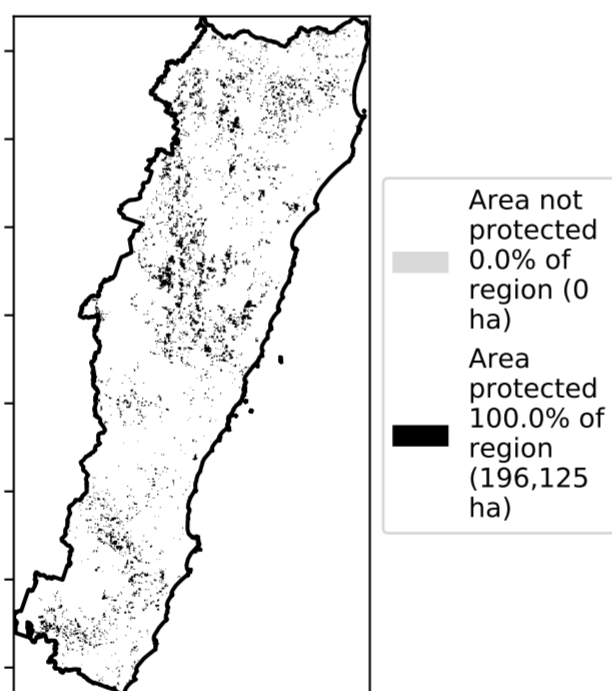 Area not
protected
0.0% of
region (0
ha)
Area
protected
100.0% of
region
(196,125
ha)